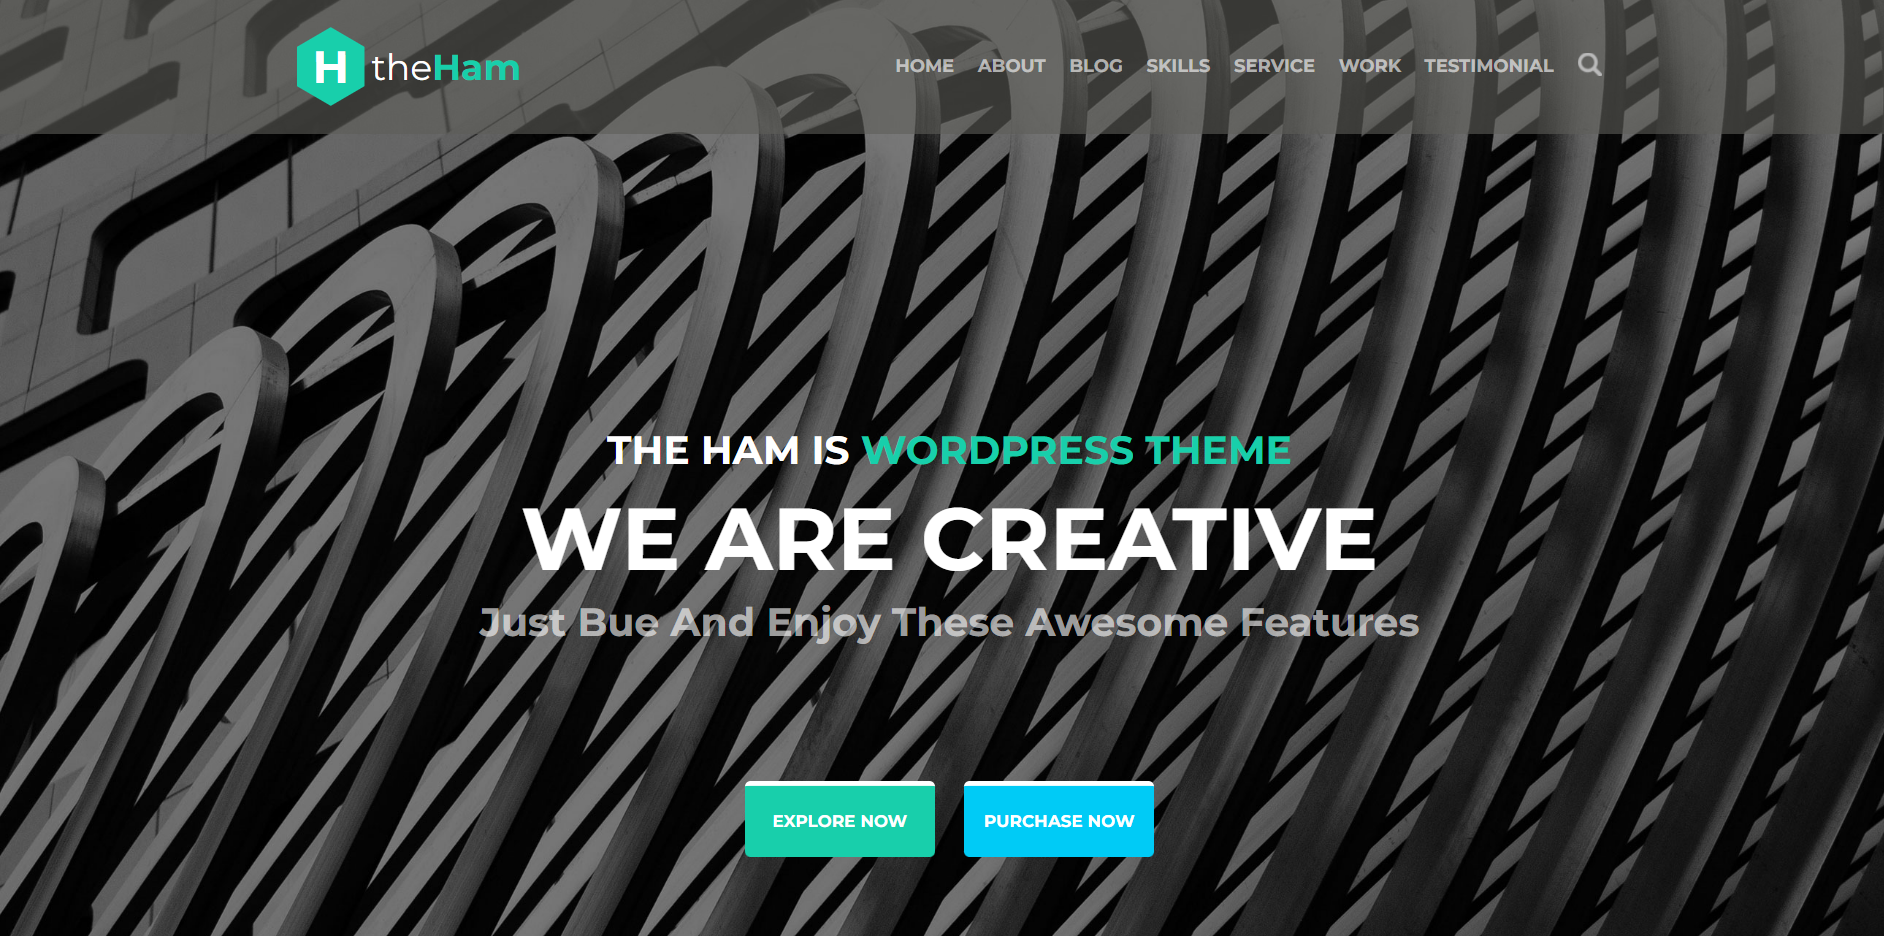 H theHam
HOME ABOUT BLOG SKILLS SERVICE WORK TESTIMONIAL
THE HAM IS WORDPRESS THEME
WE ARE CREATIVE
Just Bue And Enjoy These Awesome Features
EXPLORE NOW PURCHASE NOW